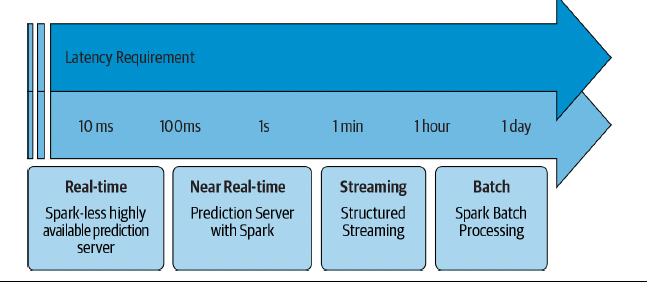 Latency Requirement
10 ms 100ms 1s 1 min 1 hour 1 day
Real-time
Spark-less highly
available prediction
server
Near Real-time
Prediction Server
with Spark
Streaming
Structured
Streaming
Batch
Spark Batch
Processing